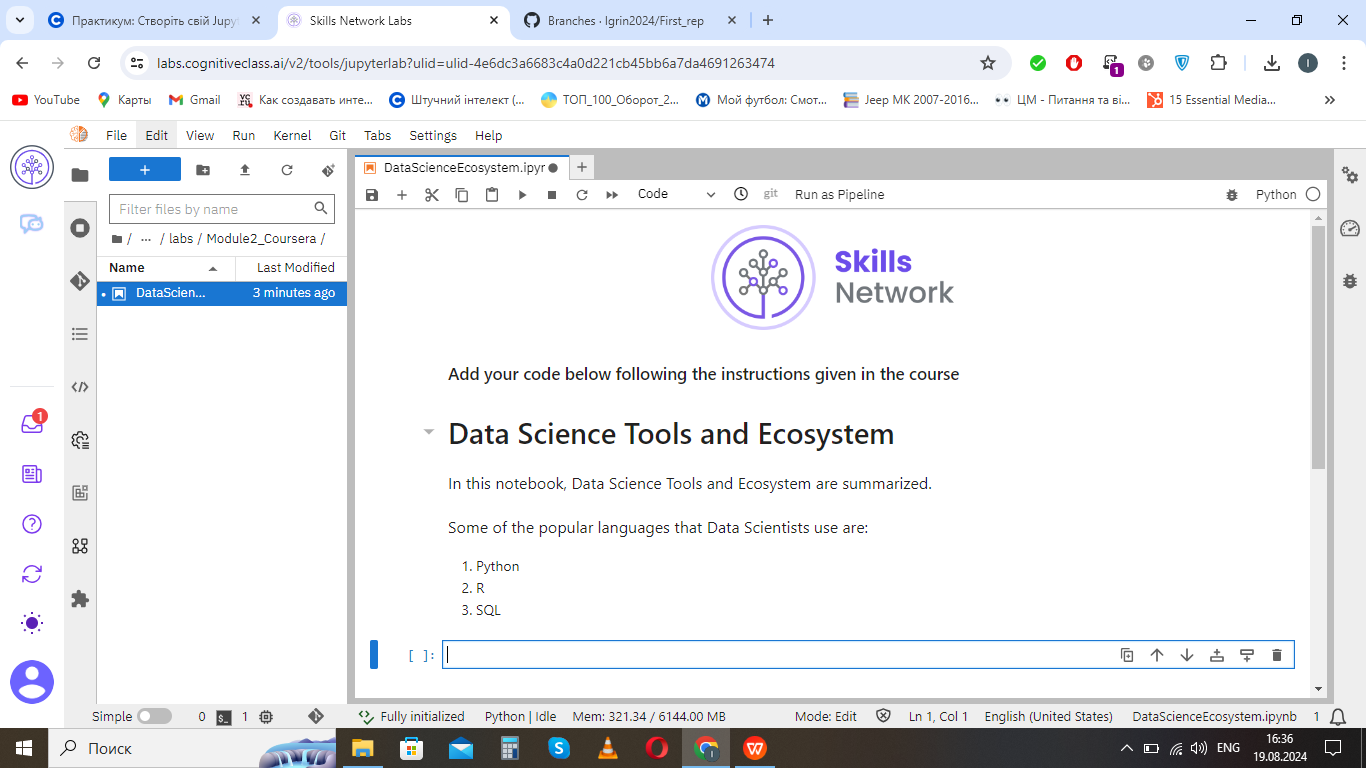 Практикум: Створіть свій Jupyt
Skills Network Labs
Branches · Igrin2024/First_rep
labs.cognitiveclass.ai/v2/tools/jupyterlab?ulid=ulid-4e6dc3a6683c4a0d221cb45bb6a7da4691263474
1
I
YouTube
Карты
Gmail
Как создавать инте...
Штучний інтелект (...
ТОП_100_Оборот_2...
Мой футбол: Смот...
Jeep MK 2007-2016...
ЦМ - Питання та ві...
15 Essential Media...
File Edit View Run Kernel Git Tabs Settings Help
DataScienceEcosystem.ipyr
Code
git
Run as Pipeline
Python
Filter files by name
/ ... / labs / Module2_Coursera /
Name Last Modified
DataScien... 3 minutes ago
Skills
Network
Add your code below following the instructions given in the course
Data Science Tools and Ecosystem
In this notebook, Data Science Tools and Ecosystem are summarized.
Some of the popular languages that Data Scientists use are:
1. Python
2. R
3. SQL
[ ]:
1
Simple 0 1 Fully initialized Python | Idle Mem: 321.34 / 6144.00 MB Mode: Edit Ln 1, Col 1 English (United States) DataScienceEcosystem.ipynb 1
Поиск
ENG
16:36
19.08.2024